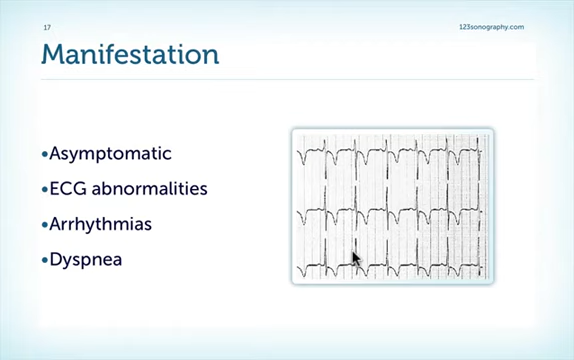 17
123sonography.com
Manifestation
•Asymptomatic
•ECG abnormalities
•Arrhythmias
•Dyspnea